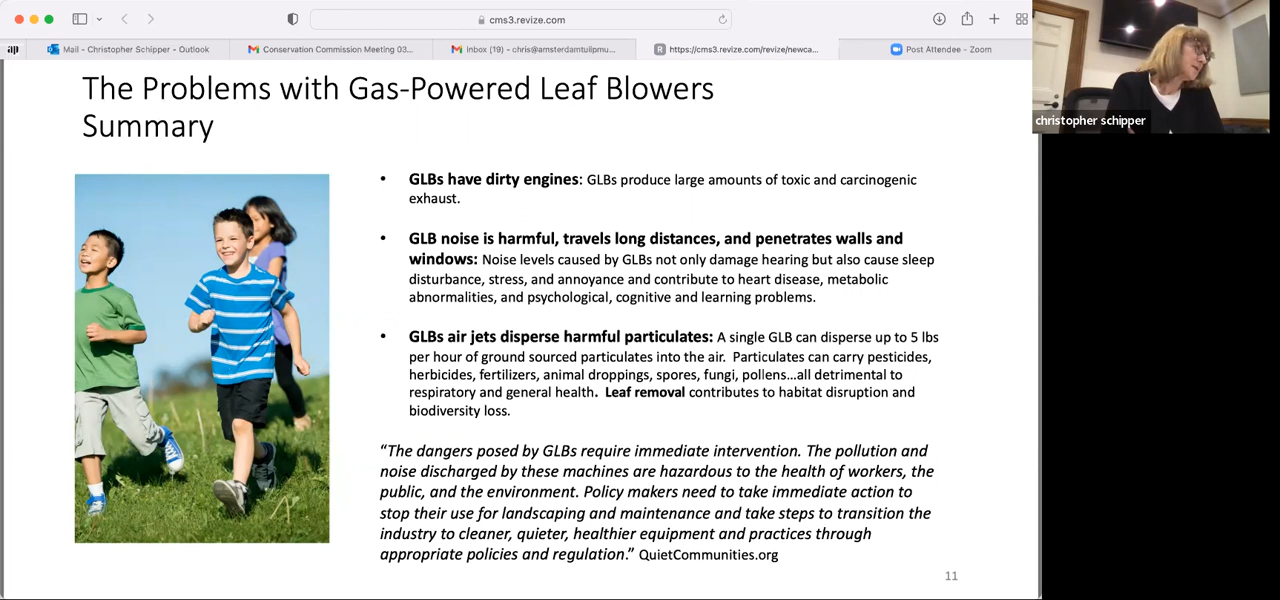 cms3.revize.com
Mail - Christopher Schipper - Outlook
Conservation Commission Meeting 03...
Inbox (19) - chris@amsterdamtulipmu...
R https://cms3.revize.com/revize/newca...
Post Attendee - Zoom
christopher schipper
The Problems with Gas-Powered Leaf Blowers
Summary
• GLBs have dirty engines: GLBs produce large amounts of toxic and carcinogenic
exhaust.
• GLB noise is harmful, travels long distances, and penetrates walls and
windows: Noise levels caused by GLBs not only damage hearing but also cause sleep
disturbance, stress, and annoyance and contribute to heart disease, metabolic
abnormalities, and psychological, cognitive and learning problems.
• GLBs air jets disperse harmful particulates: A single GLB can disperse up to 5 lbs
per hour of ground sourced particulates into the air. Particulates can carry pesticides,
herbicides, fertilizers, animal droppings, spores, fungi, pollens...all detrimental to
respiratory and general health. Leaf removal contributes to habitat disruption and
biodiversity loss.
“The dangers posed by GLBs require immediate intervention. The pollution and
noise discharged by these machines are hazardous to the health of workers, the
public, and the environment. Policy makers need to take immediate action to
stop their use for landscaping and maintenance and take steps to transition the
industry to cleaner, quieter, healthier equipment and practices through
appropriate policies and regulation.” QuietCommunities.org
11